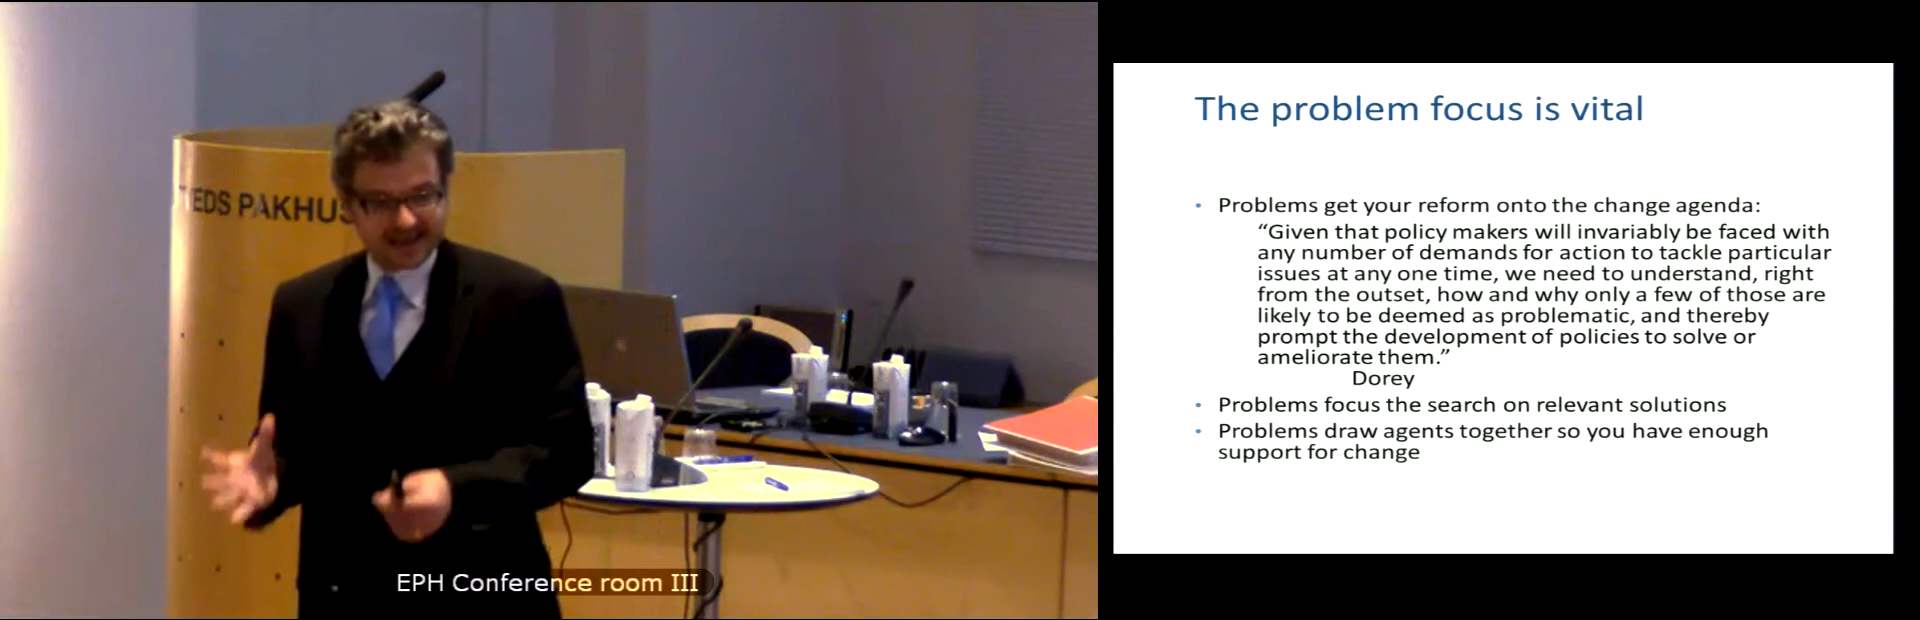 EDS PAKHUS
EPH Conference room III
The problem focus is vital
• Problems get your reform onto the change agenda:
“Given that policy makers will invariably be faced with
any number of demands for action to tackle particular
issues at any one time, we need to understand, right
from the outset, how and why only a few of those are
likely to be deemed as problematic, and thereby
prompt the development of policies to solve or
ameliorate them.”
Dorey
• Problems focus the search on relevant solutions
• Problems draw agents together so you have enough
support for change